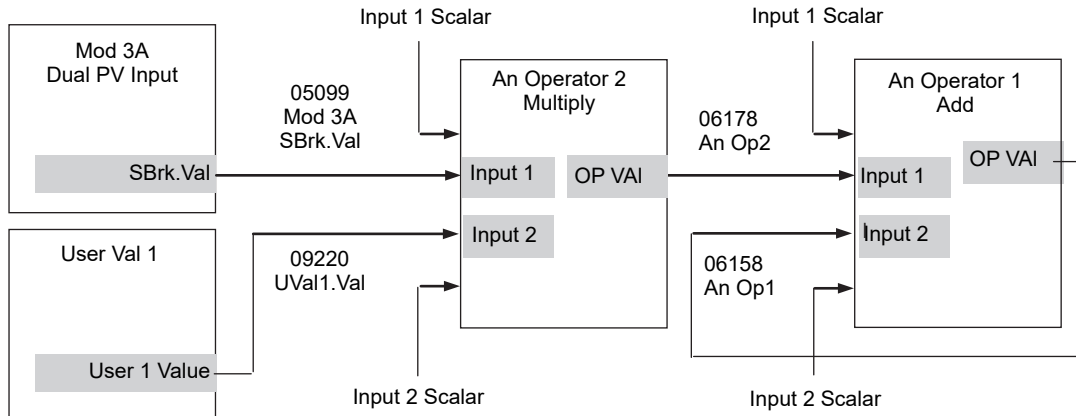 Input 1 Scalar
Input 1 Scalar
Mod 3A
Dual PV Input
SBrk.Val
05099
Mod 3A
SBrk.Val
An Operator 2
Multiply
Input 1
OP VAl
Input 2
06178
An Op2
An Operator 1
Add
Input 1
OP VAl
Input 2
User Val 1
User 1 Value
09220
UVal1.Val
06158
An Op1
Input 2 Scalar
Input 2 Scalar